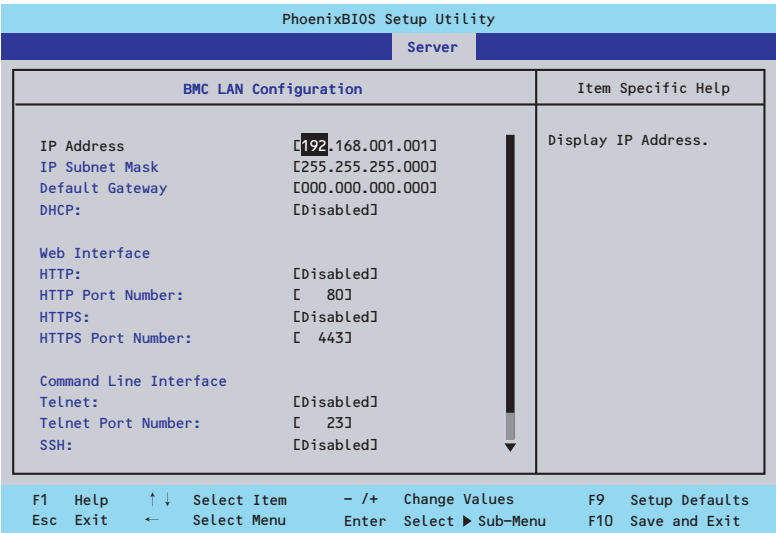 PhoenixBIOS Setup Utility
Server
BMC LAN Configuration
Item Specific Help
IP Address [192.168.001.001]
Display IP Address.
IP Subnet Mask [255.255.255.000]
Default Gateway [000.000.000.000]
DHCP: [Disabled]
Web Interface
HTTP: [Disabled]
HTTP Port Number: [ 80]
HTTPS: [Disabled]
HTTPS Port Number: [ 443]
Command Line Interface
Telnet: [Disabled]
Telnet Port Number: [ 23]
SSH: [Disabled]
F1 Help ↑↓ Select Item - /+ Change Values F9 Setup Defaults
Esc Exit ← Select Menu Enter Select ▶ Sub-Menu F10 Save and Exit